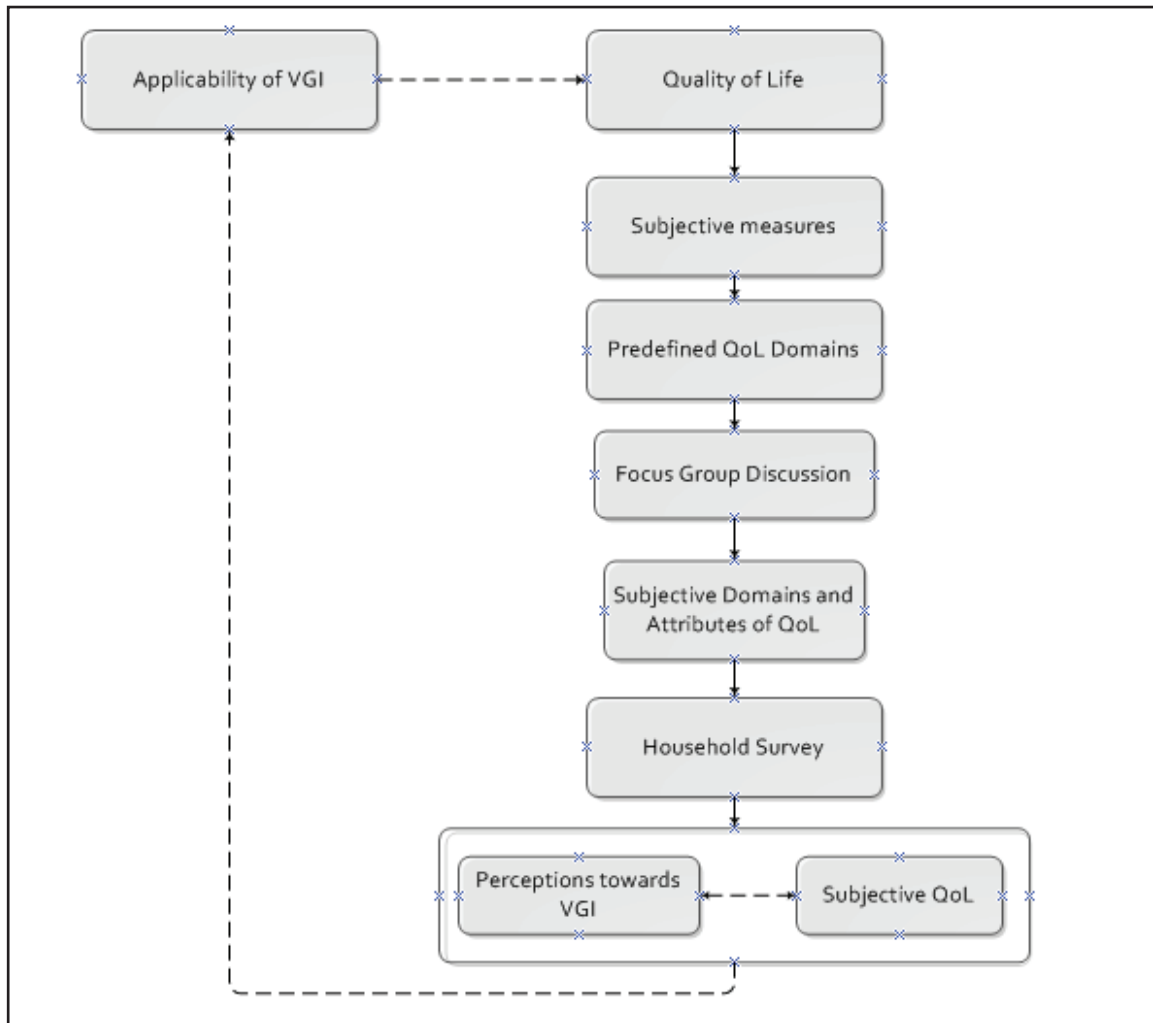 Applicability of VGI
Quality of Life
Subjective measures
Predefined QoL Domains
Focus Group Discussion
Subjective Domains and
Attributes of QoL
Household Survey
Perceptions towards
VGI
Subjective QoL